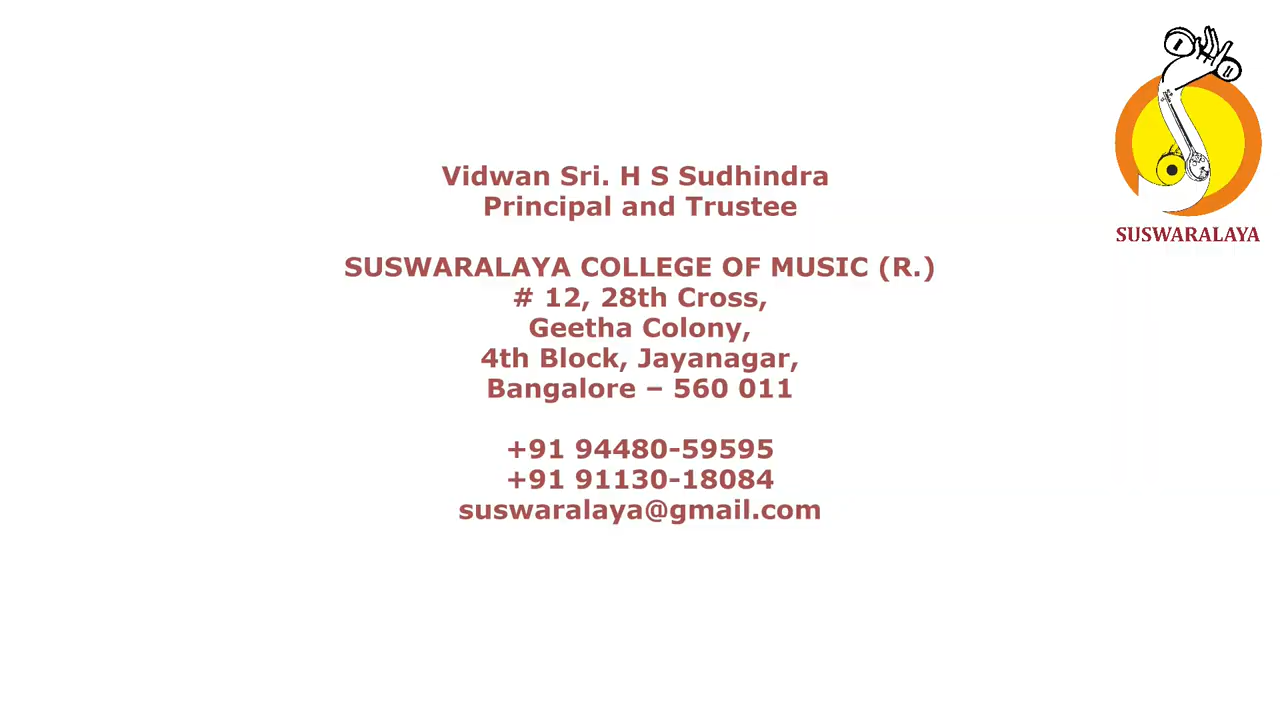 Vidwan Sri. H S Sudhindra
Principal and Trustee
SUSWARALAYA COLLEGE OF MUSIC (R.)
# 12, 28th Cross,
Geetha Colony,
4th Block, Jayanagar,
Bangalore – 560 011
+91 94480-59595
+91 91130-18084
suswaralaya@gmail.com
SUSWARALAYA